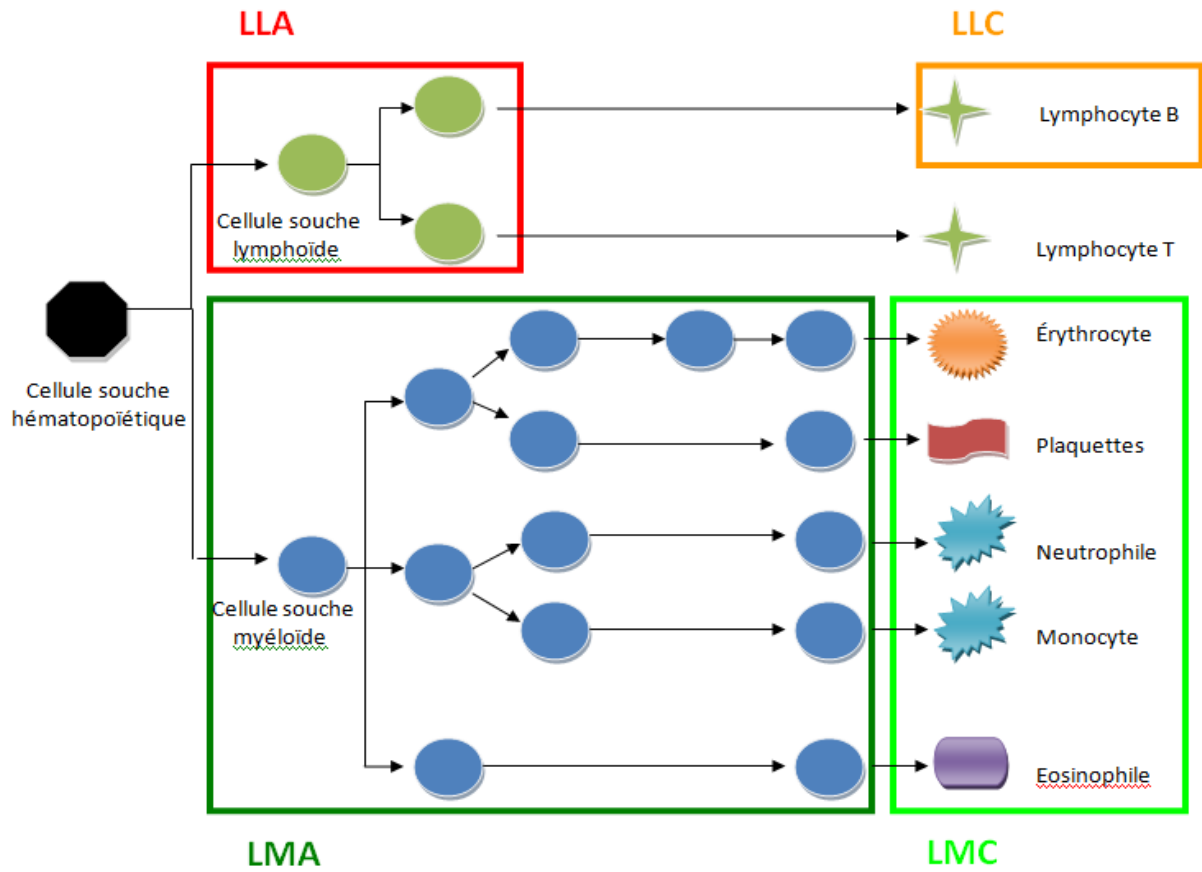 LLA
LLC
Lymphocyte B
Cellule souche
lymphoïde
Lymphocyte T
Cellule souche
hématopoïétique
Érythrocyte
Plaquettes
Neutrophile
Cellule souche
myéloïde
Monocyte
Eosinophile
LMA
LMC